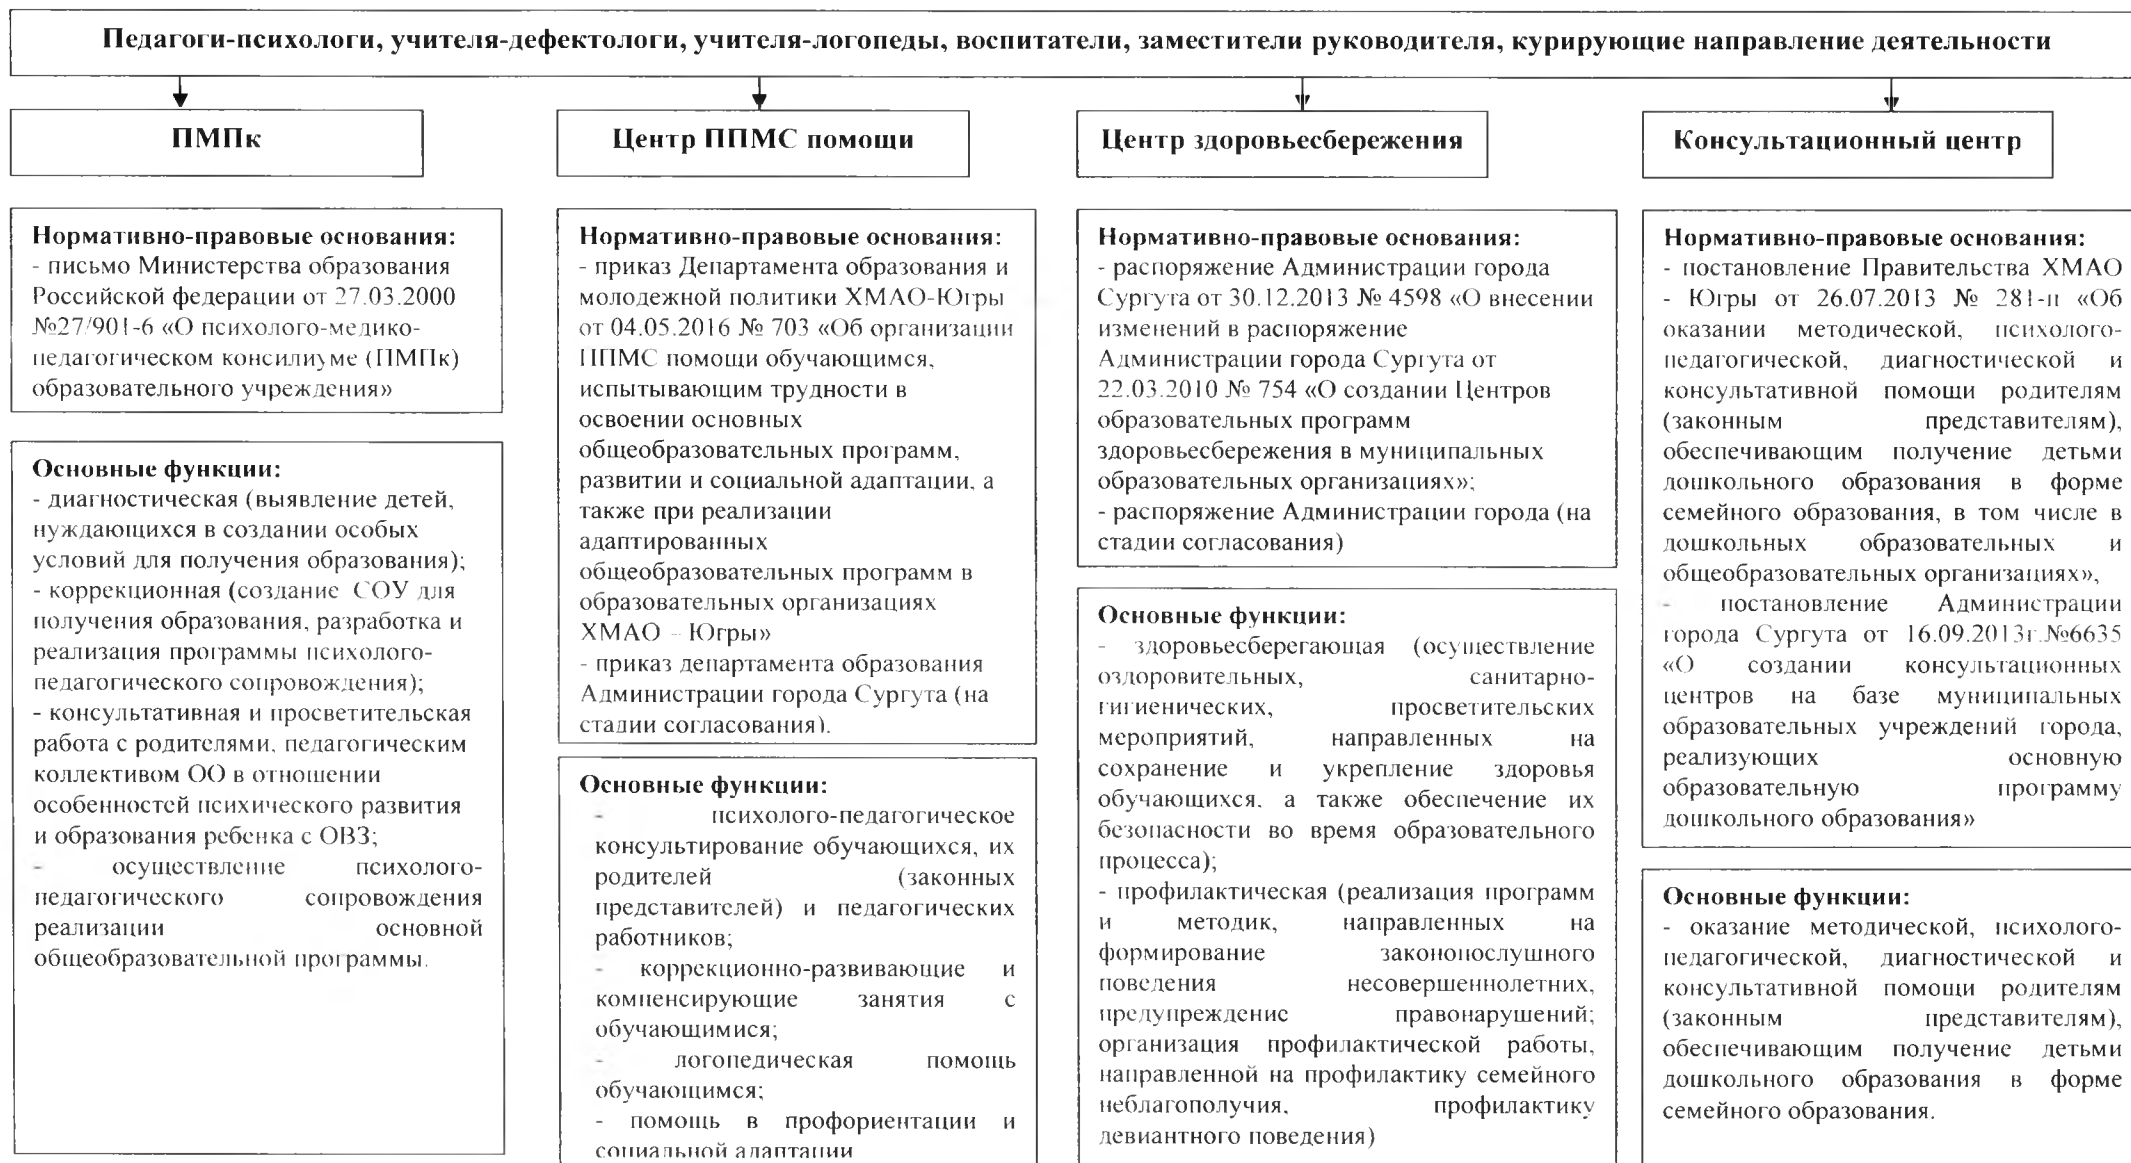 Педагоги-психологи, учителя-дефектологи, учителя-логопеды, воспитатели, заместители руководителя, курирующие направление деятельности
ПМПк
Нормативно-правовые основания:
- письмо Министерства образования
Российской федерации от 27.03.2000
№27/901-6 «О психолого-медико-
педагогическом консилиуме (ПМПк)
образовательного учреждения»
Основные функции:
- диагностическая (выявление детей,
нуждающихся в создании особых
условий для получения образования);
- коррекционная (создание СОУ для
получения образования, разработка и
реализация программы психолого-
педагогического сопровождения);
- консультативная и просветительская
работа с родителями, педагогическим
коллективом ОО в отношении
особенностей психического развития
и образования ребенка с ОВЗ;
- осуществление психолого-
педагогического сопровождения
реализации основной
общеобразовательной программы.
Центр ППМС помощи
Нормативно-правовые основания:
- приказ Департамента образования и
молодежной политики ХМАО-Югры
от 04.05.2016 № 703 «Об организации
ППМС помощи обучающимся,
испытывающим трудности в
освоении основных
общеобразовательных программ,
развитии и социальной адаптации, а
также при реализации
адаптированных
общеобразовательных программ в
образовательных организациях
ХМАО – Югры»
- приказ департамента образования
Администрации города Сургута (на
стадии согласования).
Основные функции:
- психолого-педагогическое
консультирование обучающихся, их
родителей (законных
представителей) и педагогических
работников;
- коррекционно-развивающие и
компенсирующие занятия с
обучающимися;
- логопедическая помощь
обучающимся;
- помощь в профориентации и
социальной адаптации
Центр здоровьесбережения
Нормативно-правовые основания:
- распоряжение Администрации города
Сургута от 30.12.2013 № 4598 «О внесении
изменений в распоряжение
Администрации города Сургута от
22.03.2010 № 754 «О создании Центров
образовательных программ
здоровьесбережения в муниципальных
образовательных организациях»;
- распоряжение Администрации города (на
стадии согласования)
Основные функции:
- здоровьесберегающая (осуществление
оздоровительных, санитарно-
гигиенических, просветительских
мероприятий, направленных на
сохранение и укрепление здоровья
обучающихся, а также обеспечение их
безопасности во время образовательного
процесса);
- профилактическая (реализация программ
и методик, направленных на
формирование законопослушного
поведения несовершеннолетних,
предупреждение правонарушений;
организация профилактической работы,
направленной на профилактику семейного
неблагополучия, профилактику
девиантного поведения)
Консультационный центр
Нормативно-правовые основания:
- постановление Правительства ХМАО
- Югры от 26.07.2013 № 281-п «Об
оказании методической, психолого-
педагогической, диагностической и
консультативной помощи родителям
(законным представителям),
обеспечивающим получение детьми
дошкольного образования в форме
семейного образования, в том числе в
дошкольных образовательных и
общеобразовательных организациях»,
- постановление Администрации
города Сургута от 16.09.2013г.№6635
«О создании консультационных
центров на базе муниципальных
образовательных учреждений города,
реализующих основную
образовательную программу
дошкольного образования»
Основные функции:
- оказание методической, психолого-
педагогической, диагностической и
консультативной помощи родителям
(законным представителям),
обеспечивающим получение детьми
дошкольного образования в форме
семейного образования.